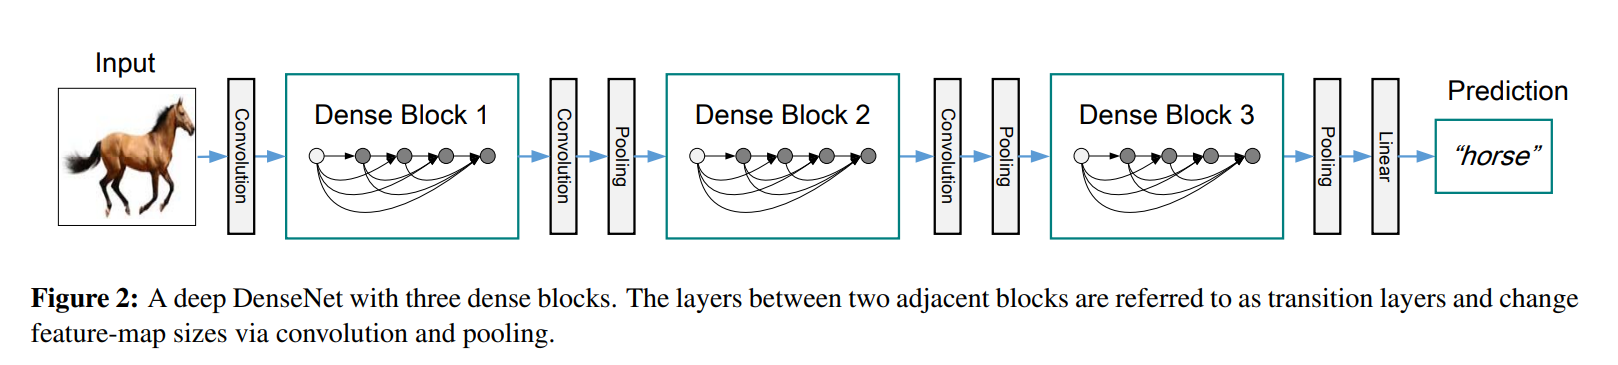 Input
Convolution
Dense Block 1
Convolution
Pooling
Dense Block 2
Convolution
Pooling
Dense Block 3
Pooling
Linear
Prediction
“horse”
Figure 2: A deep DenseNet with three dense blocks. The layers between two adjacent blocks are referred to as transition layers and change
feature-map sizes via convolution and pooling.